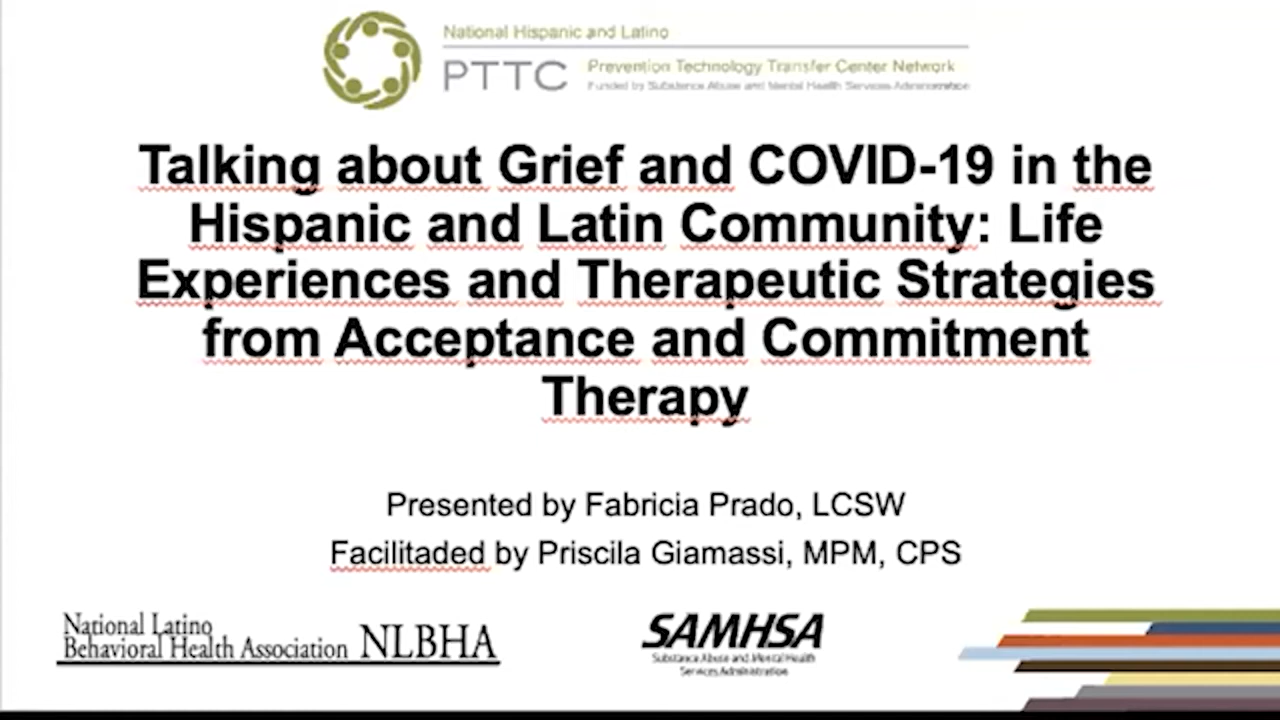 National Hispanic and Latino
PTTC
Prevention Technology Transfer Center Network
Funded by Substance Abuse and Mental Health Services Administration
Talking about Grief and COVID-19 in the
Hispanic and Latin Community: Life
Experiences and Therapeutic Strategies
from Acceptance and Commitment
Therapy
Presented by Fabricia Prado, LCSW
Facilitaded by Priscila Giamassi, MPM, CPS
National Latino
Behavioral Health Association NLBHA
SAMHSA
Substance Abuse and Mental Health
Services Administration